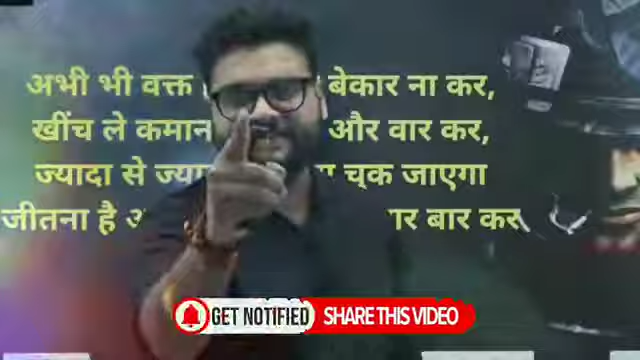 अभी भी वक्त बेकार ना कर,
खींच ले कमान और वार कर,
ज्यादा से चूक जाएगा
जीतना है बार कर
GET NOTIFIED SHARE THIS VIDEO